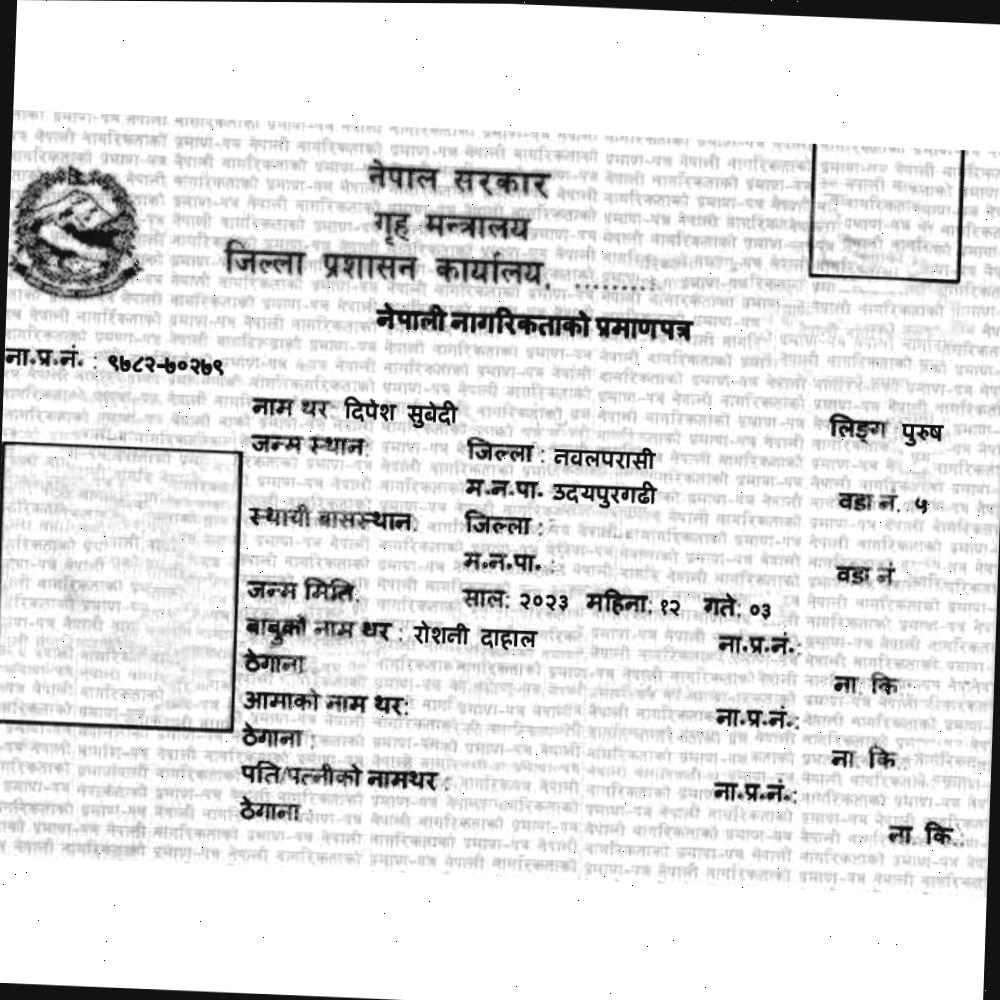 नेपाल सरकार
गृह मन्त्रालय
जिल्ला प्रशासन कार्यालय, .........
नेपाली नागरिकताको प्रमाणपत्र
ना.प्र.नं. : ९७८२-७०२७९
नाम थर: दिपेश सुबेदी लिङ्ग पुरुष
जन्म स्थान: जिल्ला : नवलपरासी
म.न.पा. उदयपुरगढी वडा नं. ५
स्थायी बासस्थान: जिल्ला :
म.न.पा. : वडा नं
जन्म मिति: साल: २०२३ महिना: १२ गते: ०३
बाबुको नाम थर : रोशनी दाहाल ना.प्र.नं.:
ठेगाना ना. कि
आमाको नाम थर: ना.प्र.नं.:
ठेगाना : ना. कि
पति/पत्नीको नामथर : ना.प्र.नं.:
ठेगाना ना. कि